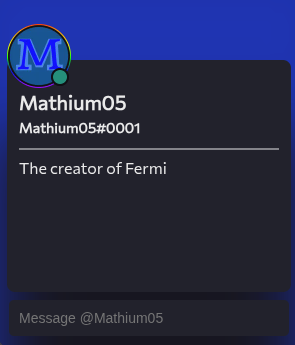 M
Mathium05
Mathium05#0001
The creator of Fermi
Message @Mathium05